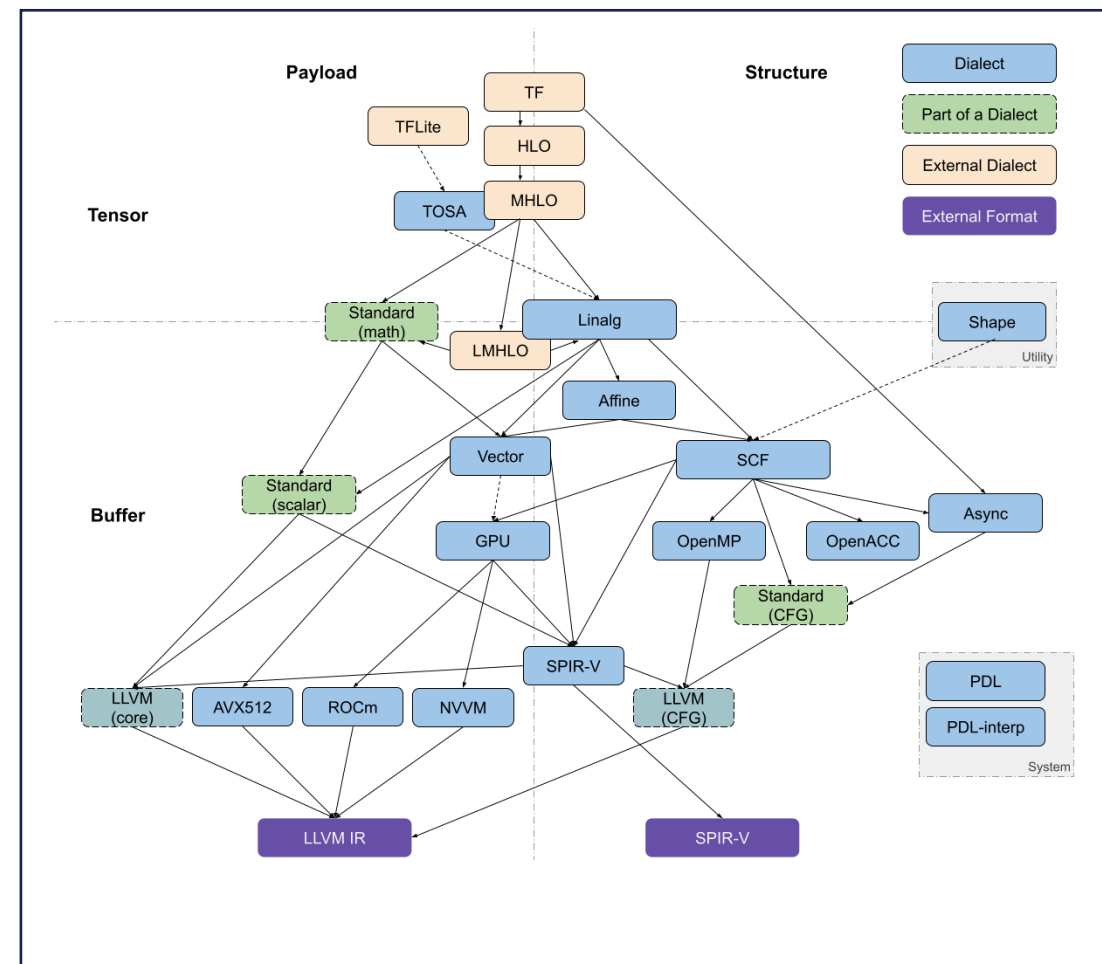 Payload
Structure
Dialect
TF
Part of a Dialect
TFLite
HLO
External Dialect
MHLO
TOSA
Tensor
External Format
Standard
(math)
Linalg
Shape
LMHLO
Utility
Affine
Vector
SCF
Standard
(scalar)
Buffer
Async
GPU
OpenMP
OpenACC
Standard
(CFG)
SPIR-V
PDL
LLVM
(core)
AVX512
ROCm
NVVM
LLVM
(CFG)
PDL-interp
System
LLVM IR
SPIR-V